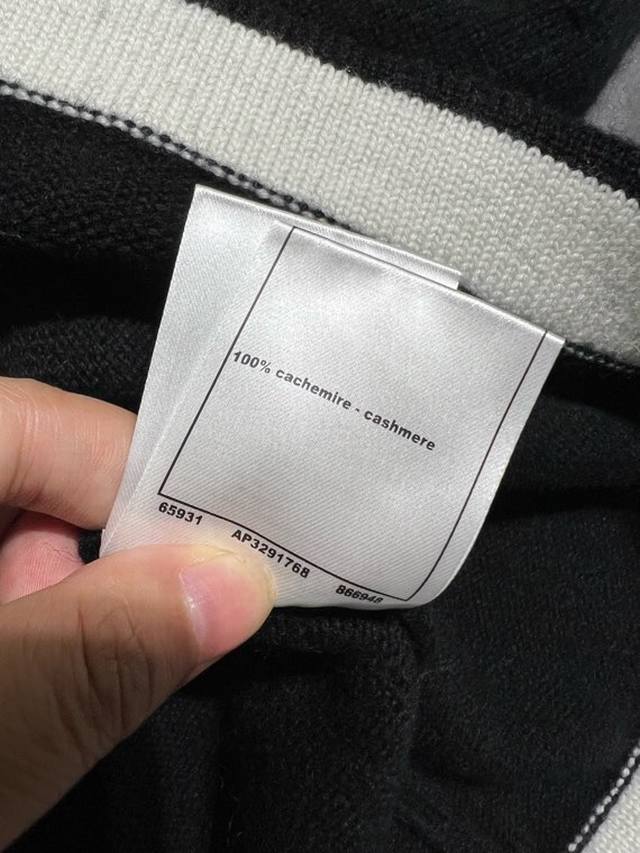 100% cachemire - cashmere
65931 AP3291768 866948